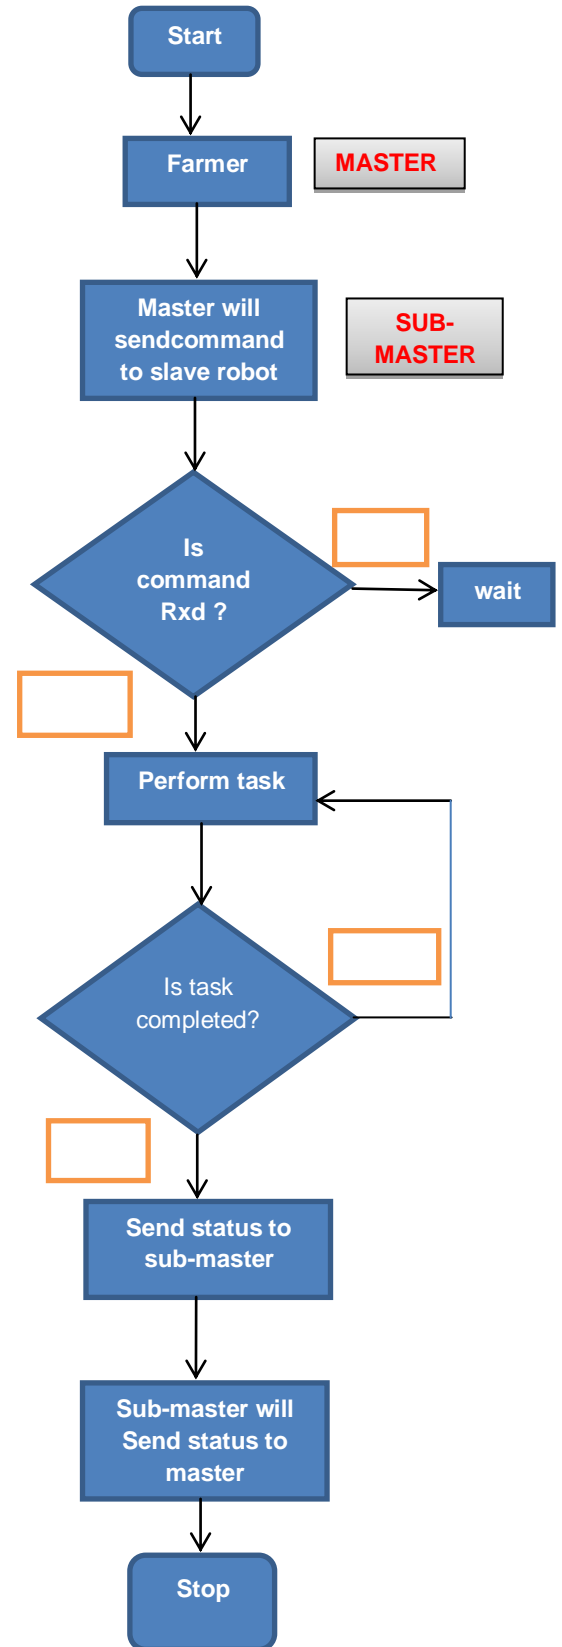 Start
Farmer
MASTER
Master will
sendcommand
to slave robot
SUB-
MASTER
Is
command
Rxd ?
wait
Perform task
Is task
completed?
Send status to
sub-master
Sub-master will
Send status to
master
Stop